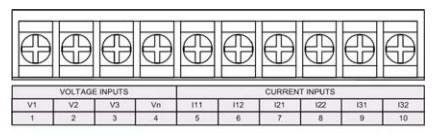 VOLTAGE INPUTS CURRENT INPUTS
V1 V2 V3 Vn I11 I12 I21 I22 I31 I32
1 2 3 4 5 6 7 8 9 10